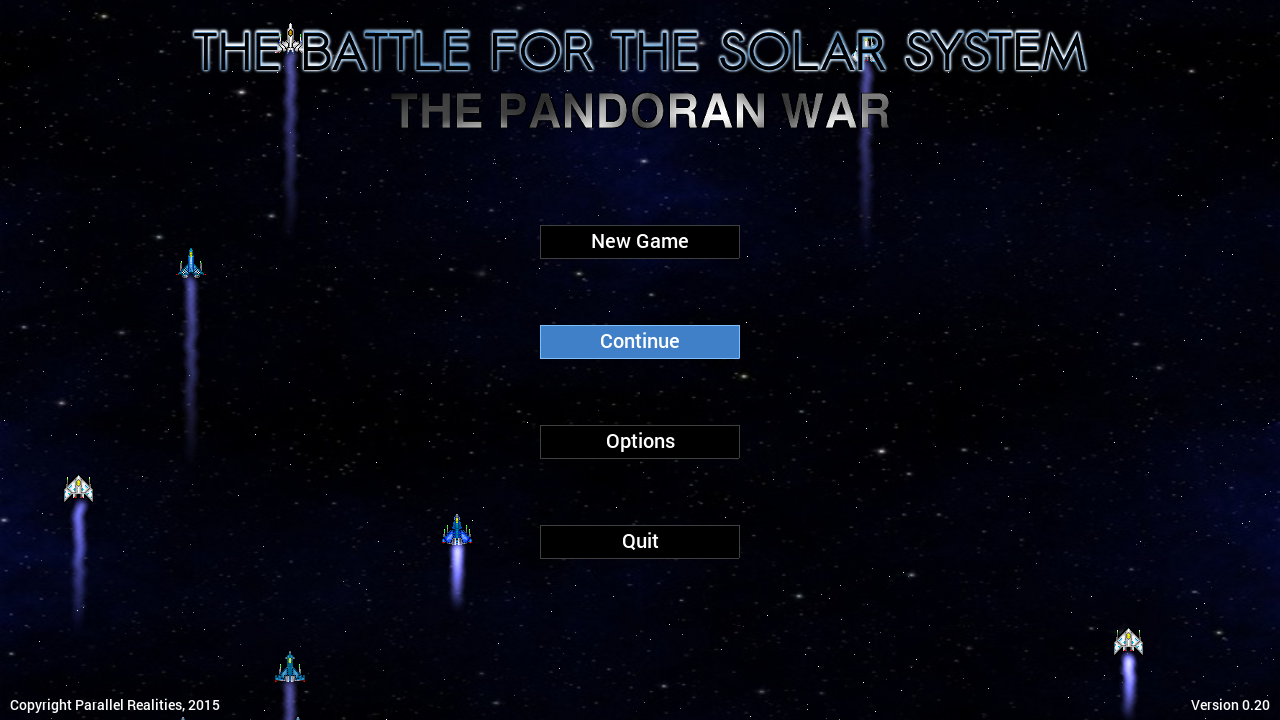 THE BATTLE FOR THE SOLAR SYSTEM
THE PANDORAN WAR
New Game
Continue
Options
Quit
Copyright Parallel Realities, 2015
Version 0.20